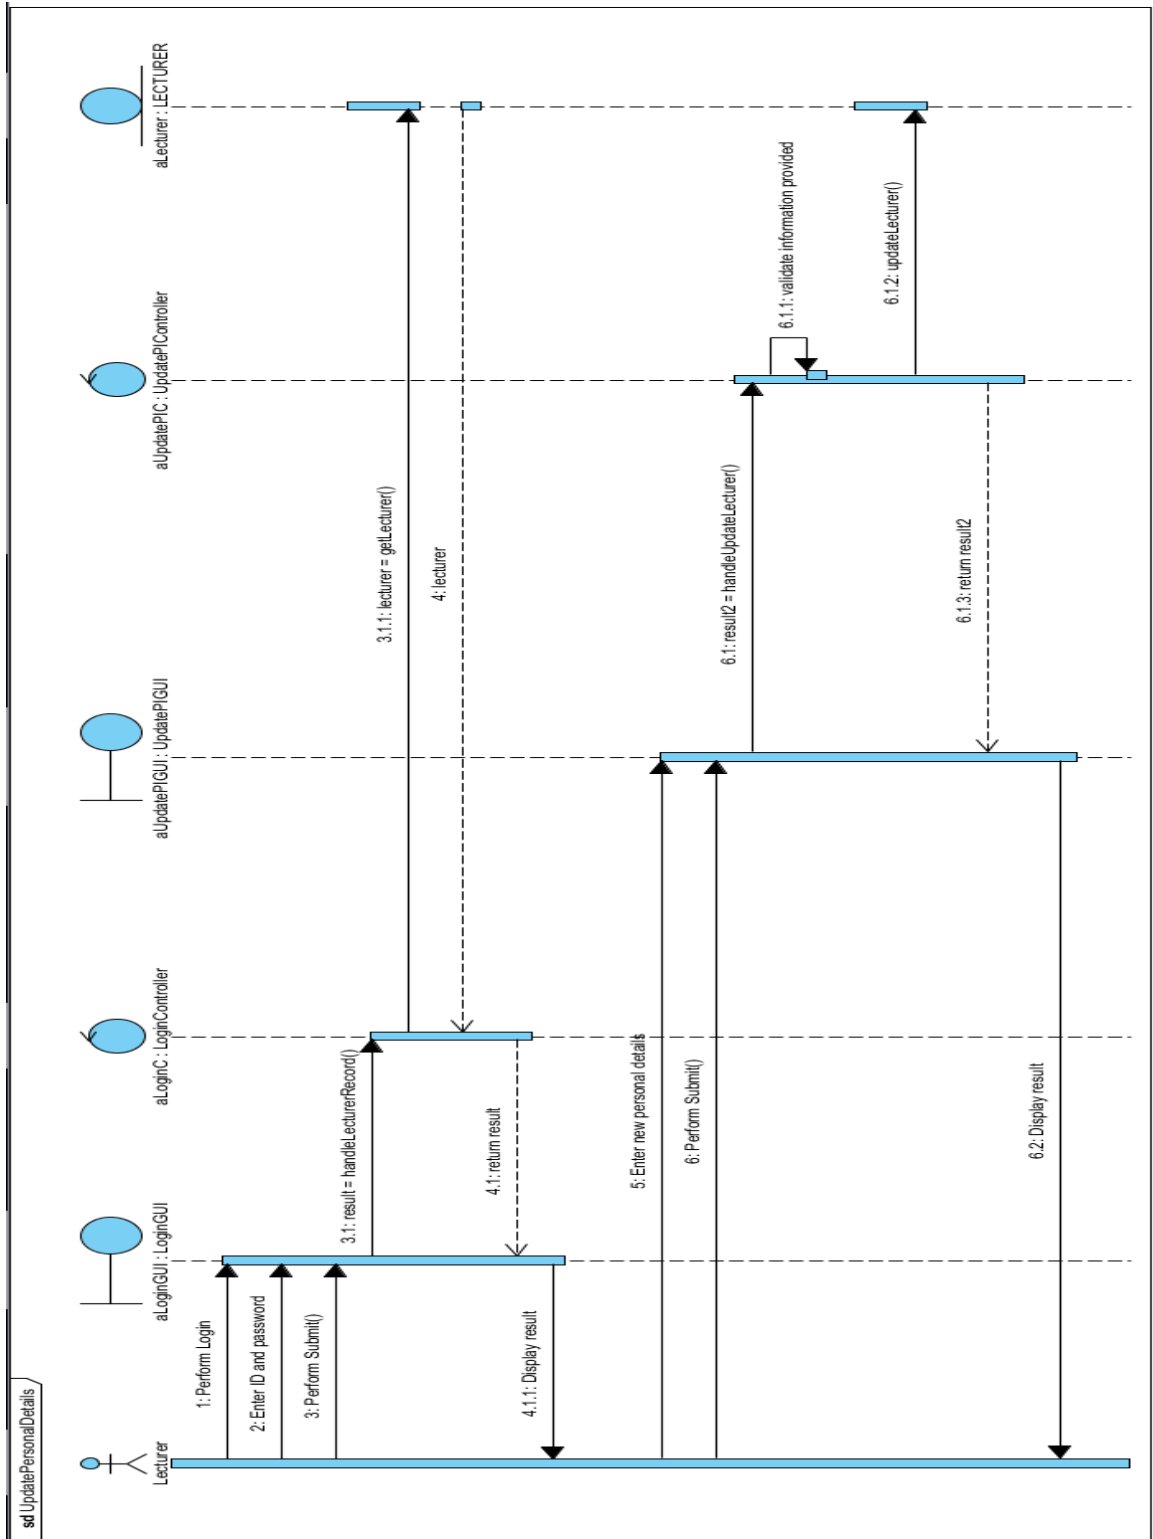 sd UpdatePersonalDetails
Lecturer
aLoginGUI : LoginGUI
aLoginC : LoginController
aUpdatePIGUI : UpdatePIGUI
aUpdatePIC : UpdatePIController
aLecturer : LECTURER
1: Perform Login
2: Enter ID and password
3: Perform Submit()
3.1: result = handleLecturerRecord()
3.1.1: lecturer = getLecturer()
4: lecturer
4.1: return result
4.1.1: Display result
5: Enter new personal details
6: Perform Submit()
6.1: result2 = handleUpdateLecturer()
6.1.1: validate information provided
6.1.2: updateLecturer()
6.1.3: return result2
6.2: Display result